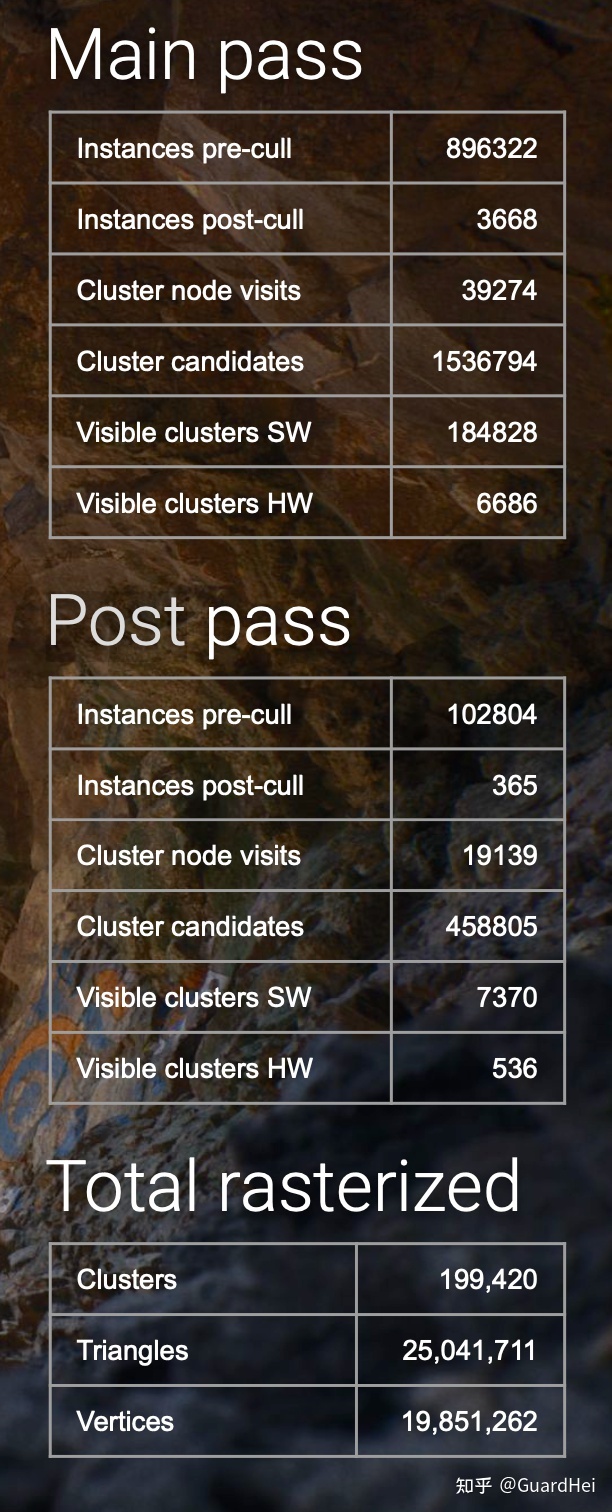 Main pass
Instances pre-cull 896322
Instances post-cull 3668
Cluster node visits 39274
Cluster candidates 1536794
Visible clusters SW 184828
Visible clusters HW 6686
Post pass
Instances pre-cull 102804
Instances post-cull 365
Cluster node visits 19139
Cluster candidates 458805
Visible clusters SW 7370
Visible clusters HW 536
Total rasterized
Clusters 199,420
Triangles 25,041,711
Vertices 19,851,262
知乎 @GuardHei